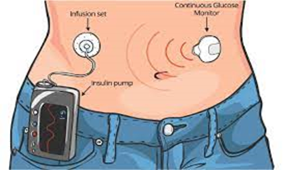 Infusion set
Continuous Glucose
Monitor
Insulin pump